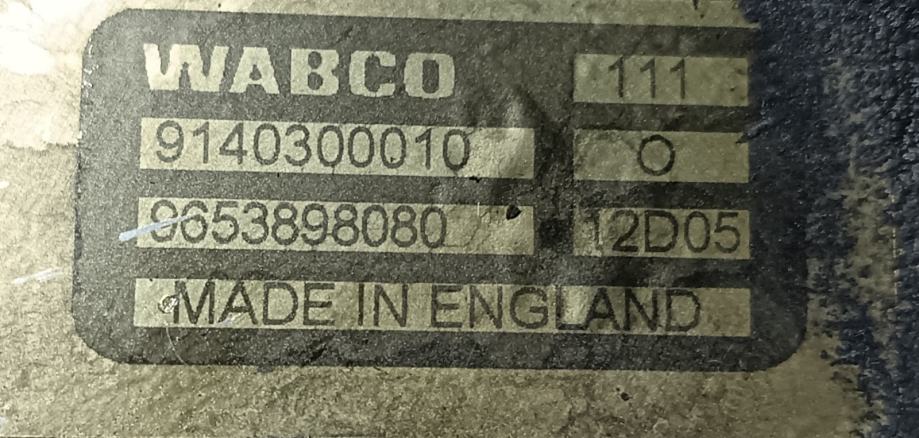 WABCO 111
9140300010 O
9653898080 12D05
MADE IN ENGLAND